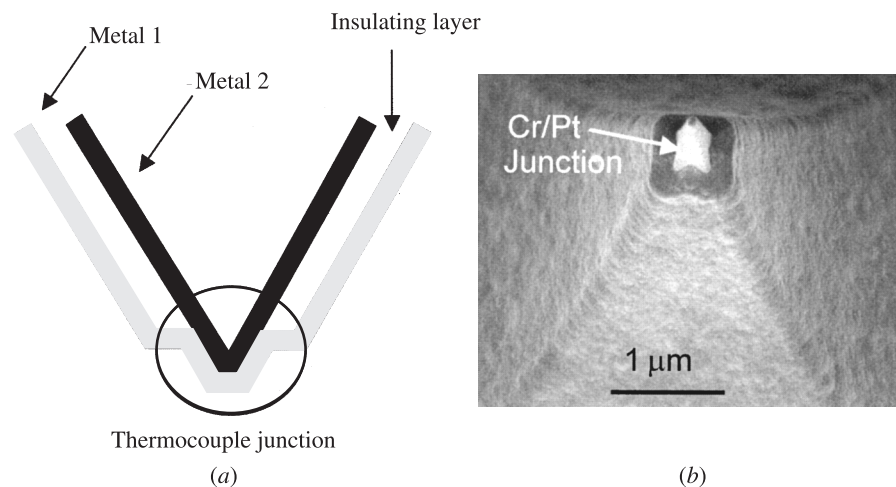 Metal 1
Insulating layer
Metal 2
Thermocouple junction
(a)
Cr/Pt
Junction
1 μm
(b)